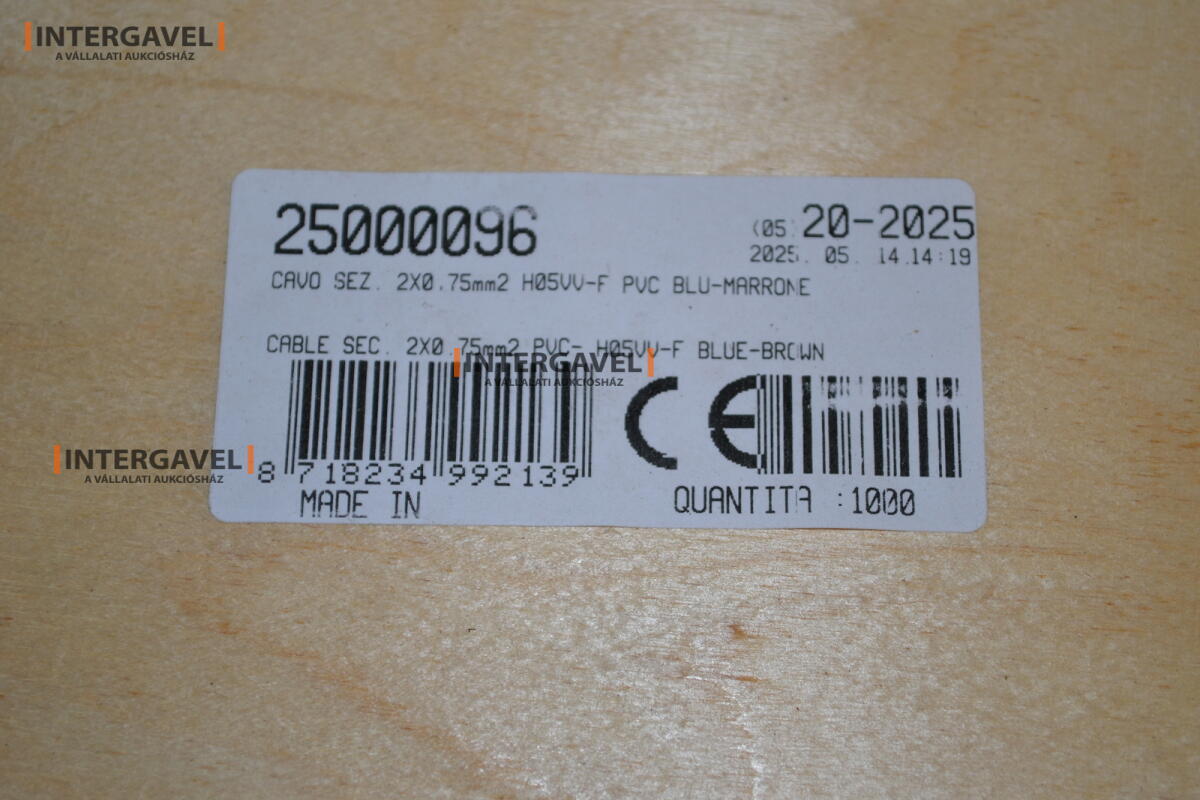 INTERGAVEL
A VÁLLALATI AUKCIÓSHÁZ
25000096
(05) 20-2025
2025. 05. 14.14:19
CAVO SEZ. 2X0.75mm2 H05VV-F PVC BLU-MARRONE
CABLE SEC. 2X0.75mm2 PVC- H05VV-F BLUE-BROWN
INTERGAVEL
A VÁLLALATI AUKCIÓSHÁZ
CE
INTERGAVEL
A VÁLLALATI AUKCIÓSHÁZ
8 718234 992139
MADE IN
QUANTITA :1000